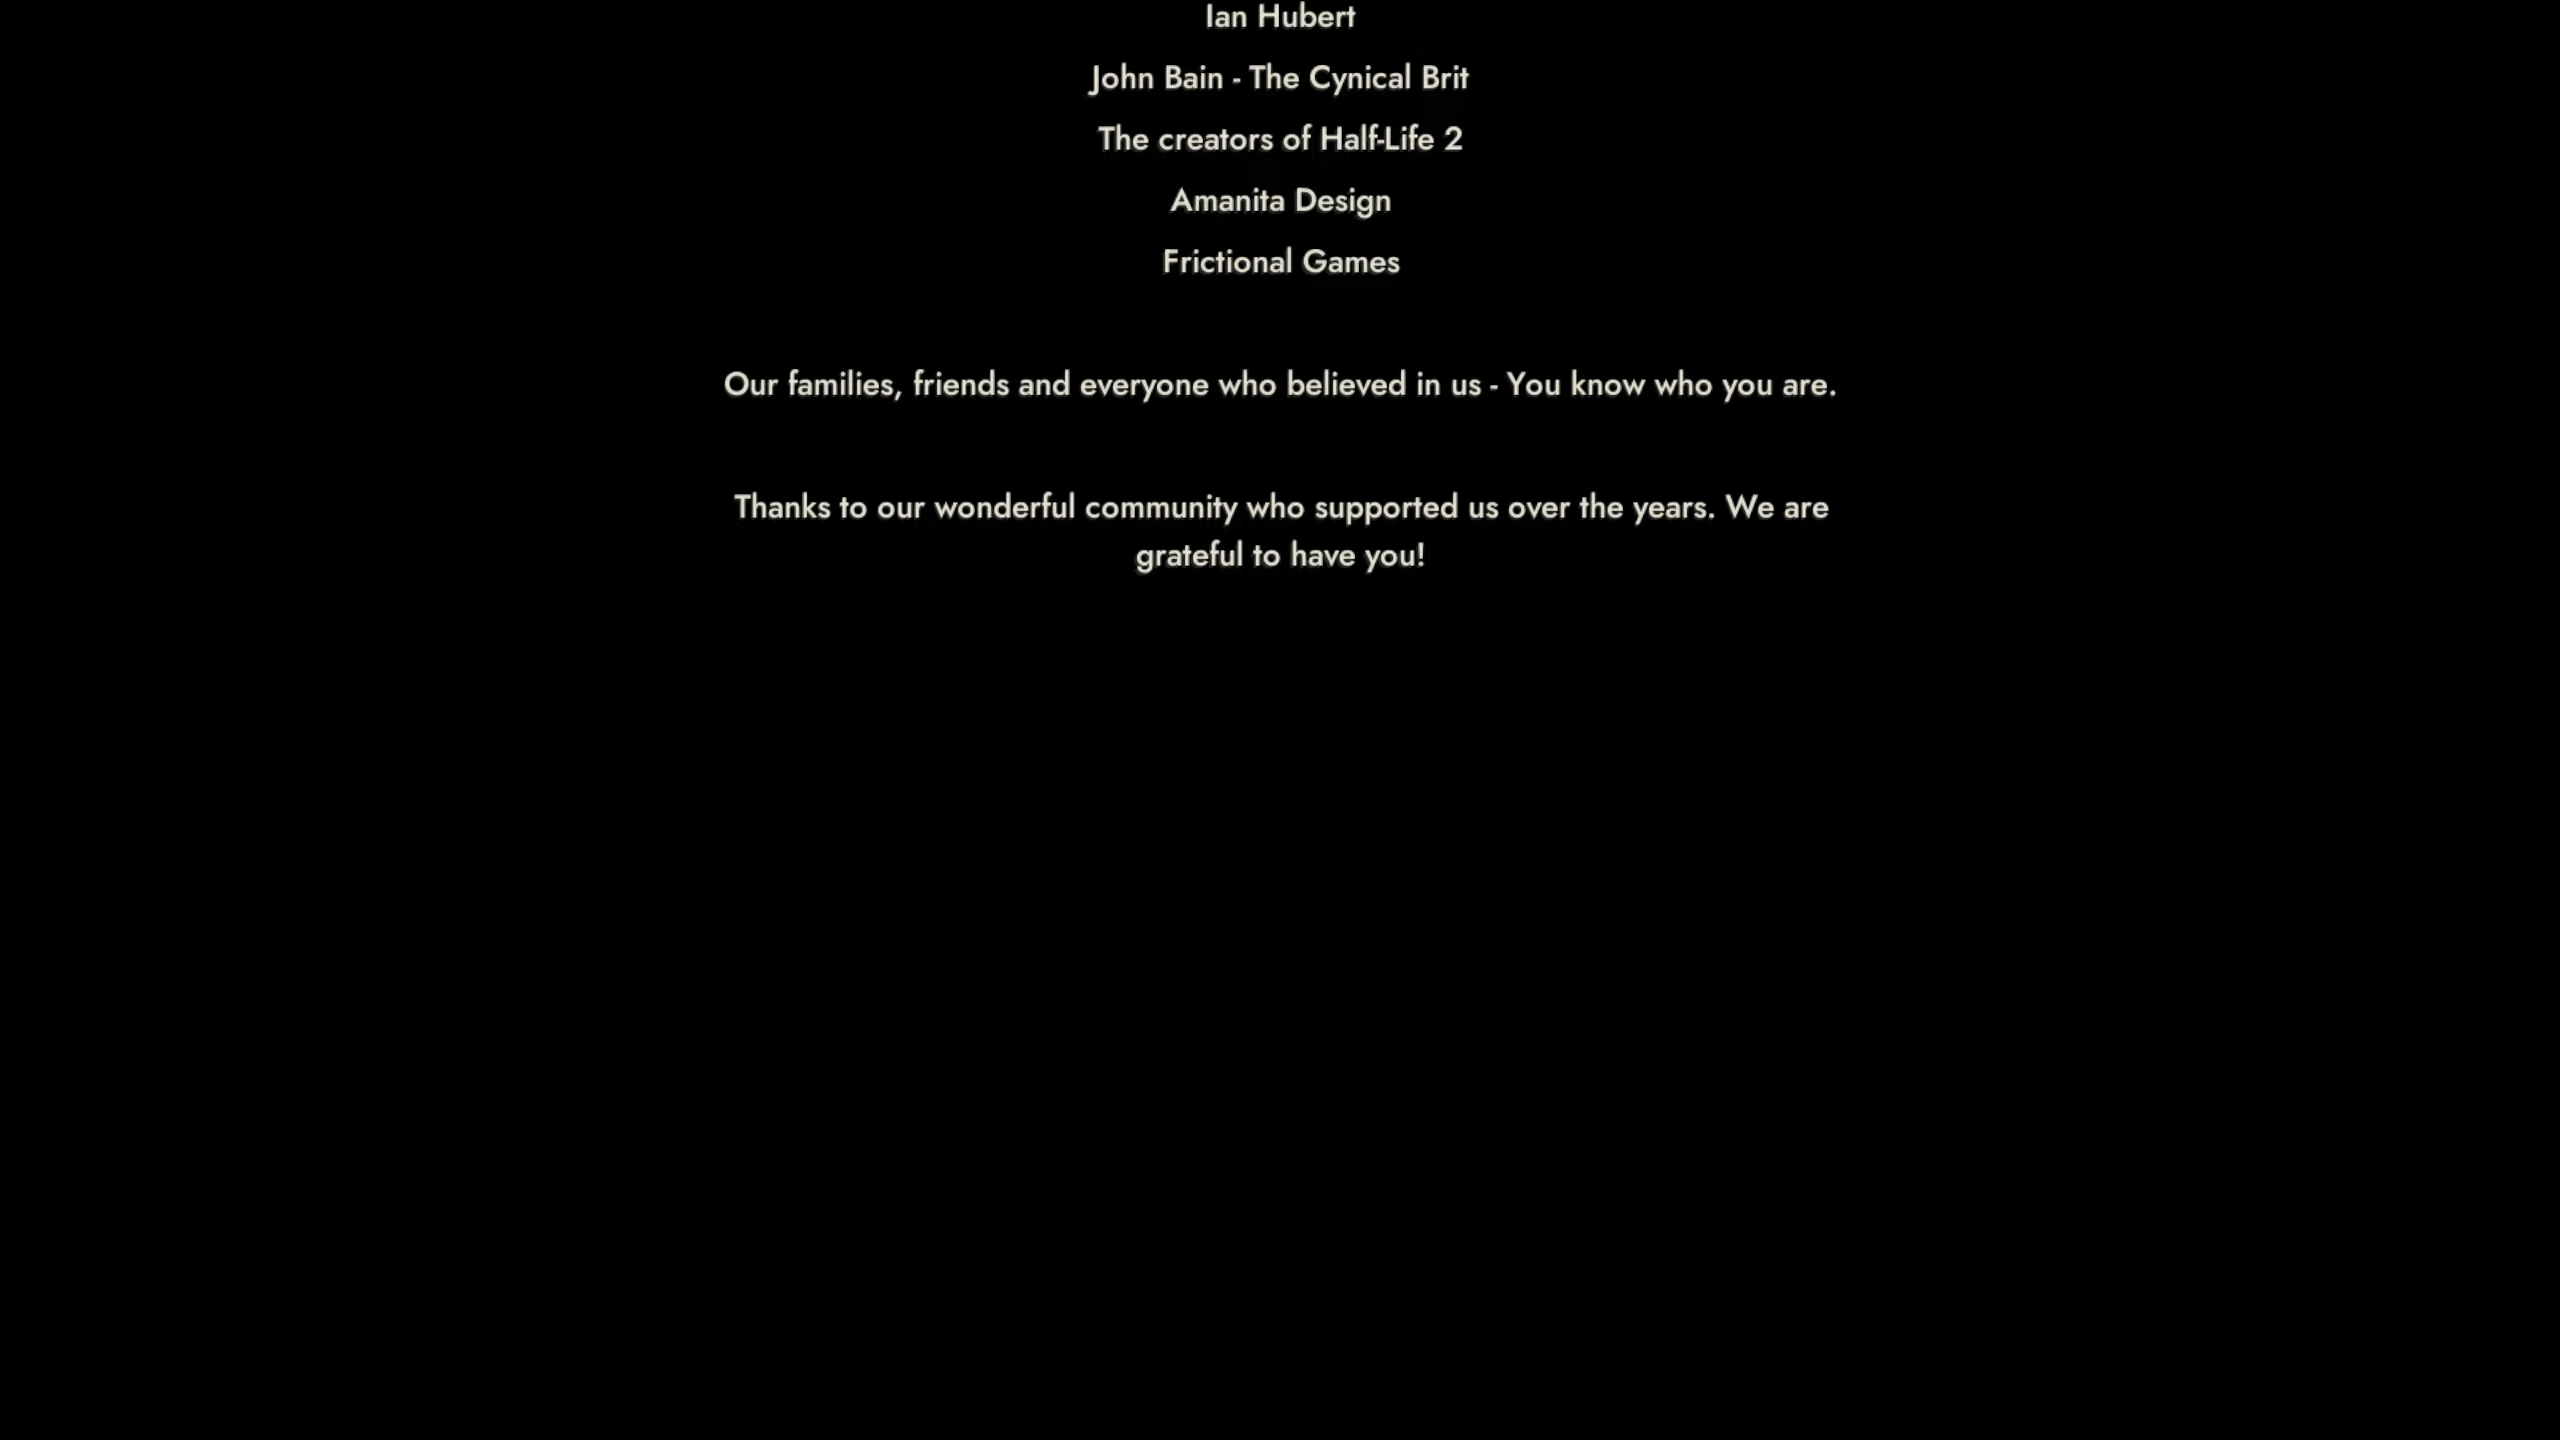 Ian Hubert
John Bain - The Cynical Brit
The creators of Half-Life 2
Amanita Design
Frictional Games
Our families, friends and everyone who believed in us - You know who you are.
Thanks to our wonderful community who supported us over the years. We are
grateful to have you!